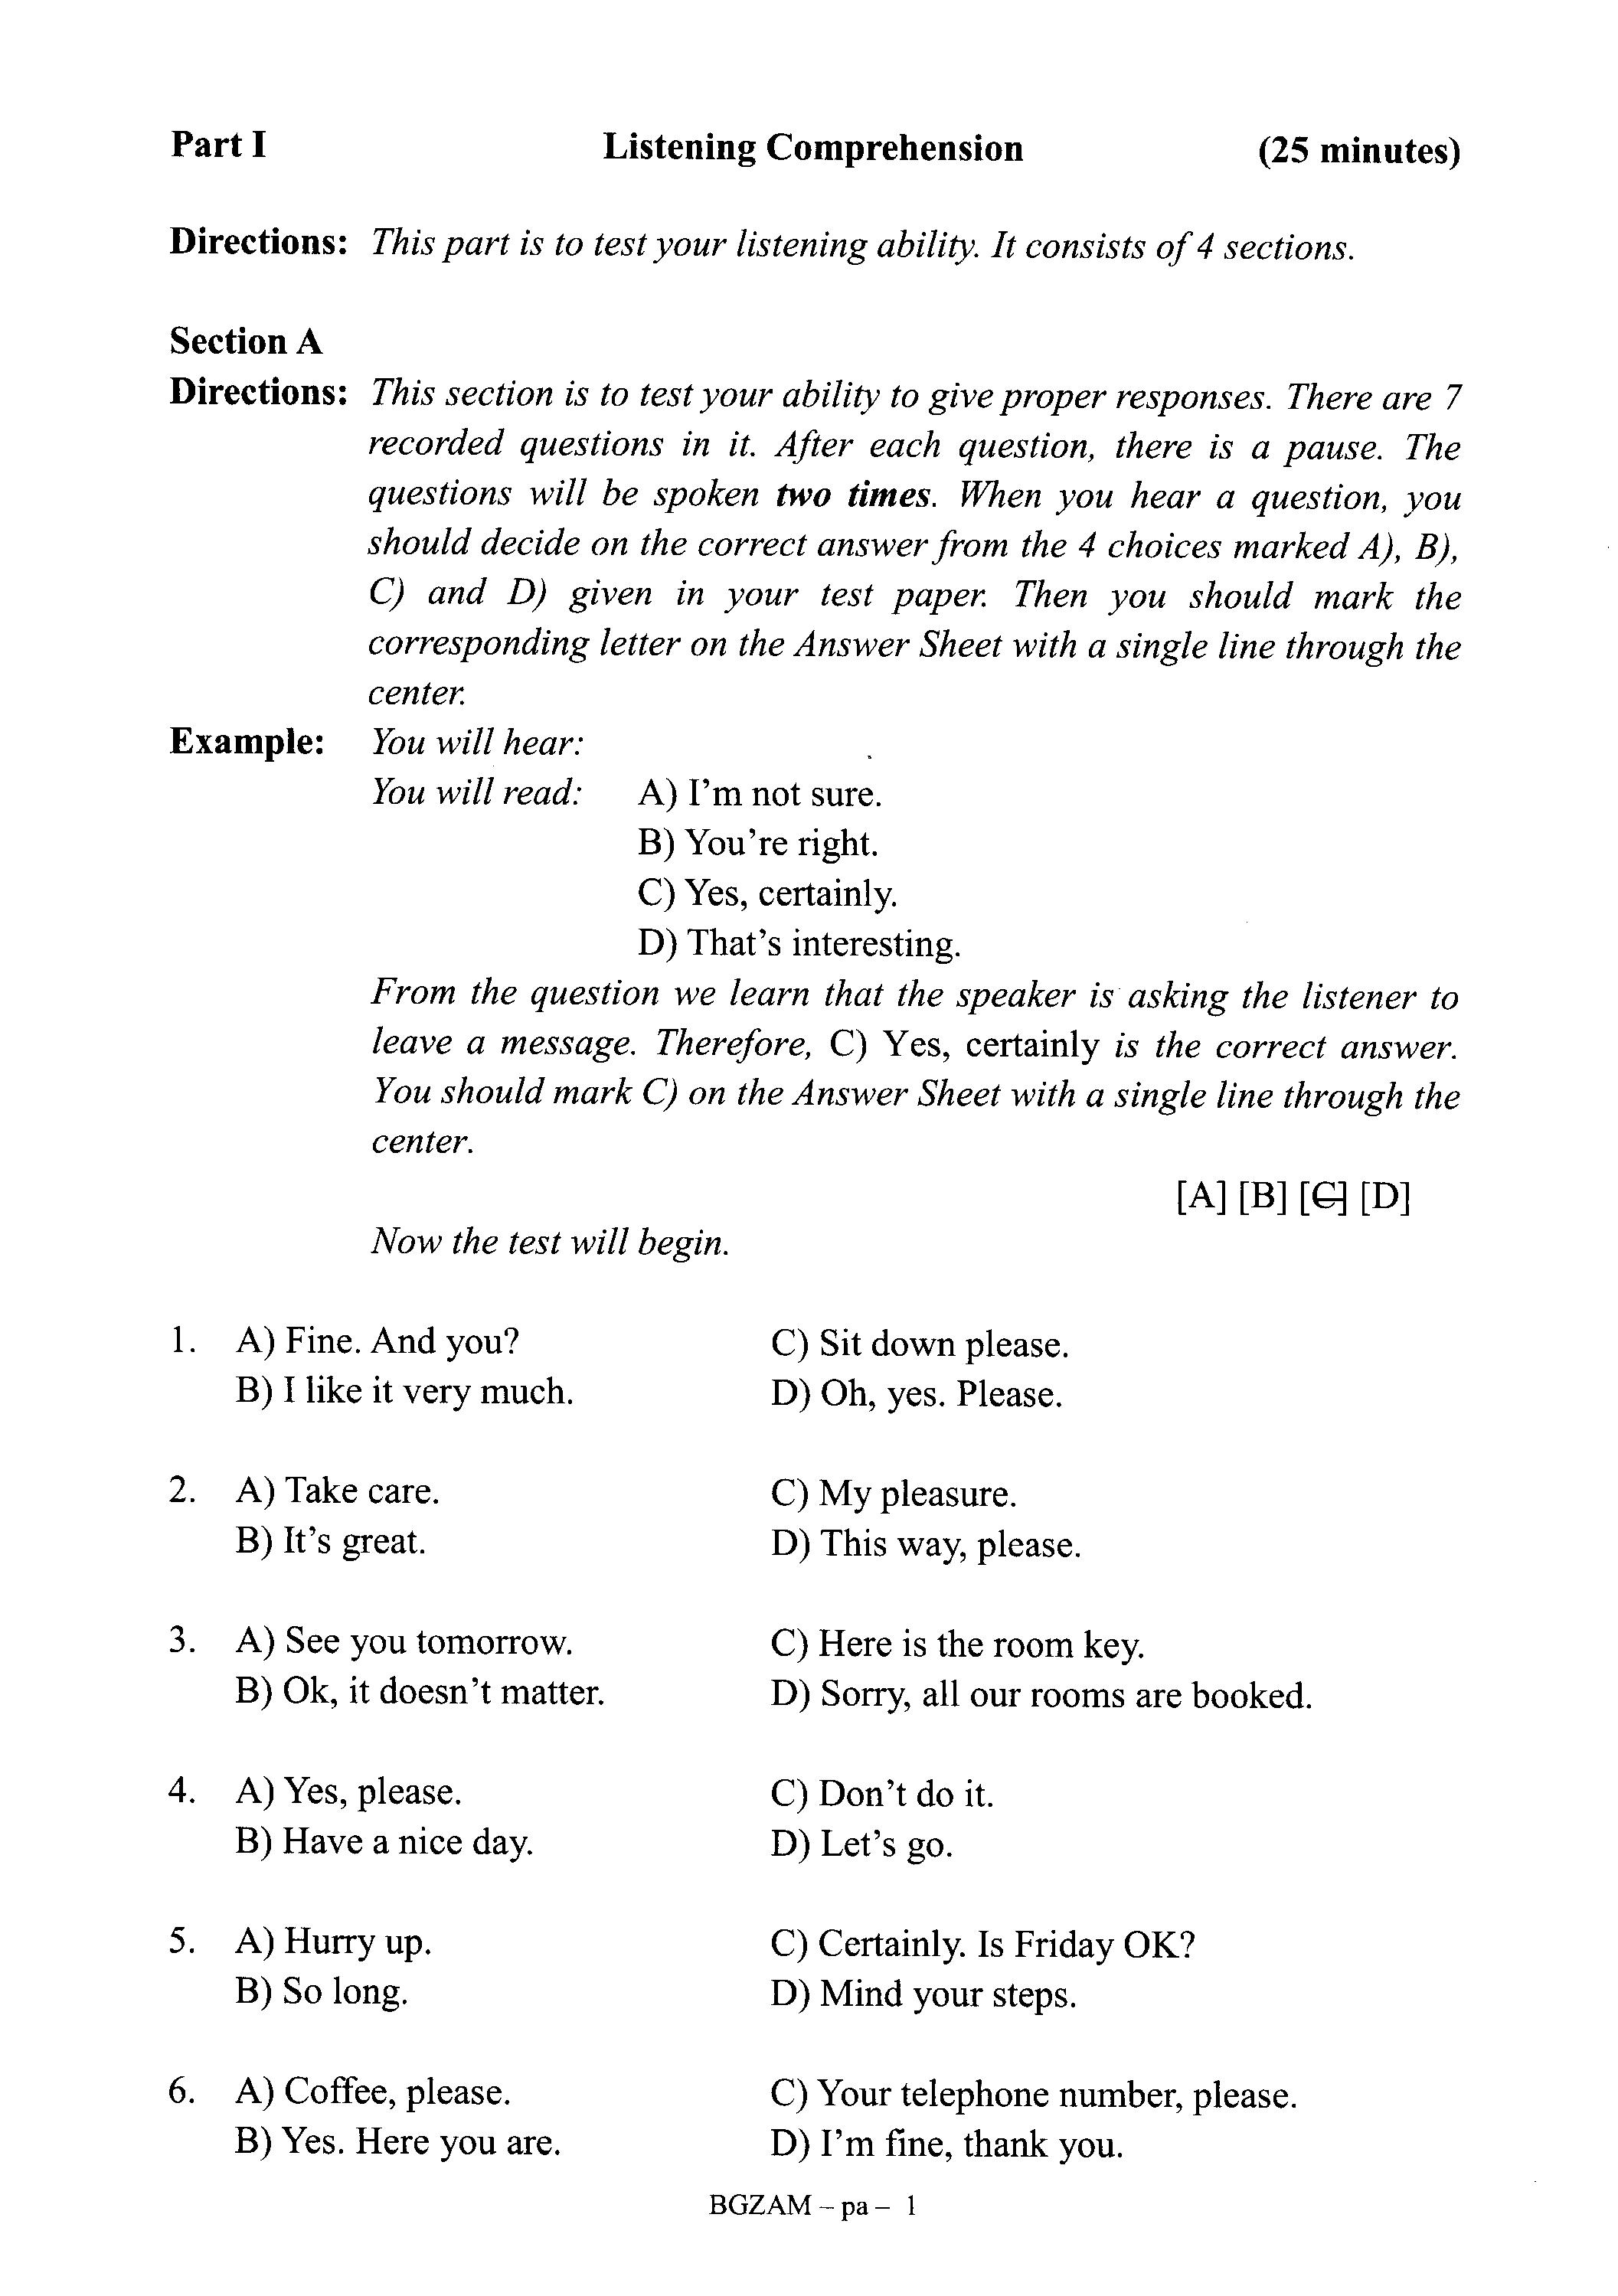 Part I Listening Comprehension (25 minutes)
Directions: This part is to test your listening ability. It consists of 4 sections.
Section A
Directions: This section is to test your ability to give proper responses. There are 7
recorded questions in it. After each question, there is a pause. The
questions will be spoken two times. When you hear a question, you
should decide on the correct answer from the 4 choices marked A), B),
C) and D) given in your test paper. Then you should mark the
corresponding letter on the Answer Sheet with a single line through the
center.
Example: You will hear:
You will read: A) I'm not sure.
B) You're right.
C) Yes, certainly.
D) That's interesting.
From the question we learn that the speaker is asking the listener to
leave a message. Therefore, C) Yes, certainly is the correct answer.
You should mark C) on the Answer Sheet with a single line through the
center.
[A] [B] [C] [D]
Now the test will begin.
1. A) Fine. And you? C) Sit down please.
B) I like it very much. D) Oh, yes. Please.
2. A) Take care. C) My pleasure.
B) It's great. D) This way, please.
3. A) See you tomorrow. C) Here is the room key.
B) Ok, it doesn't matter. D) Sorry, all our rooms are booked.
4. A) Yes, please. C) Don't do it.
B) Have a nice day. D) Let's go.
5. A) Hurry up. C) Certainly. Is Friday OK?
B) So long. D) Mind your steps.
6. A) Coffee, please. C) Your telephone number, please.
B) Yes. Here you are. D) I'm fine, thank you.
BGZAM – pa – 1